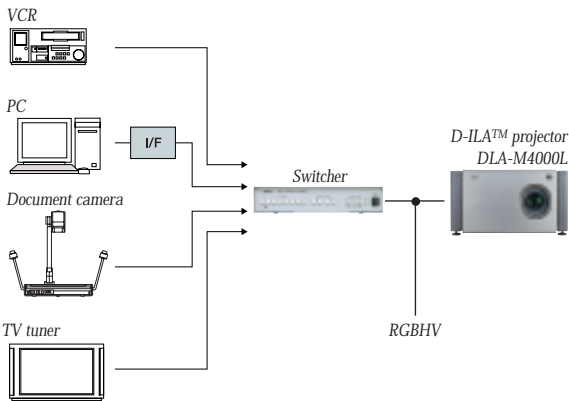 VCR
PC
I/F
D-ILA™ projector
DLA-M4000L
Switcher
Document camera
TV tuner
RGBHV